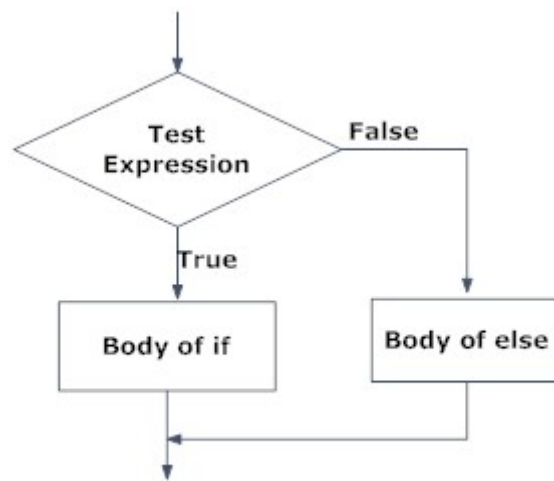 Test
Expression
False
True
Body of if
Body of else